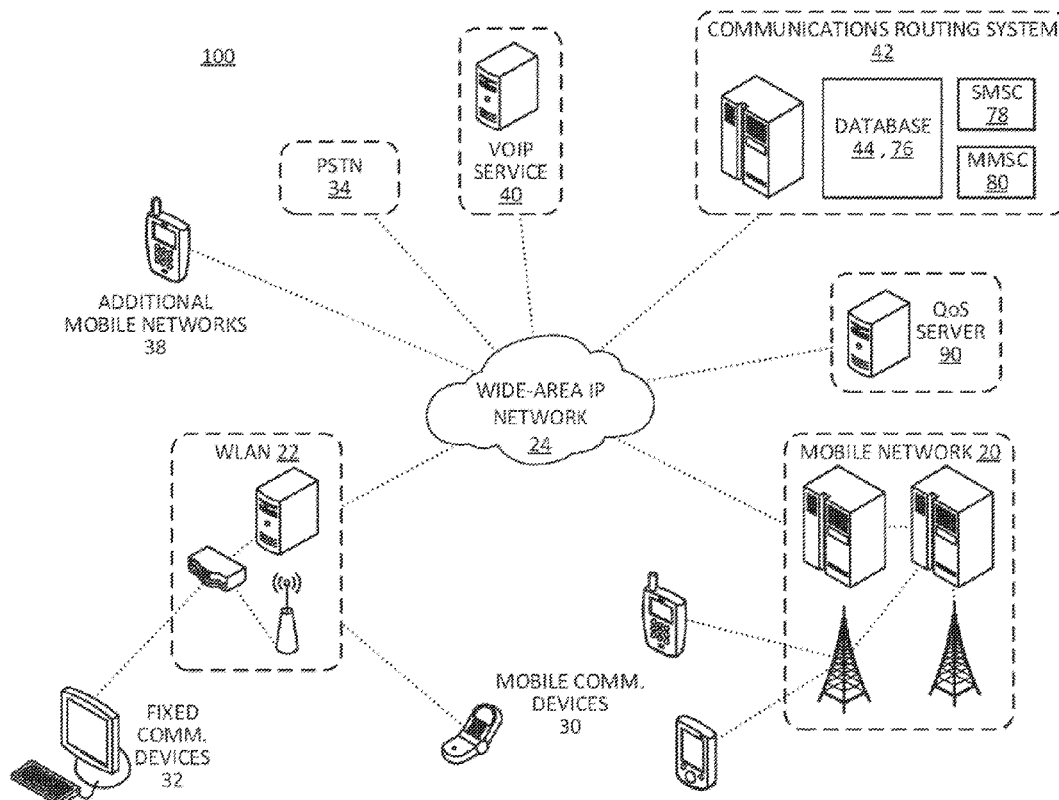 100
COMMUNICATIONS ROUTING SYSTEM
42
DATABASE
44, 76
SMSC
78
MMSC
80
VOIP
SERVICE
40
PSTN
34
ADDITIONAL
MOBILE NETWORKS
38
QoS
SERVER
90
WIDE-AREA IP
NETWORK
24
WLAN 22
MOBILE NETWORK 20
MOBILE COMM.
DEVICES
30
FIXED
COMM.
DEVICES
32